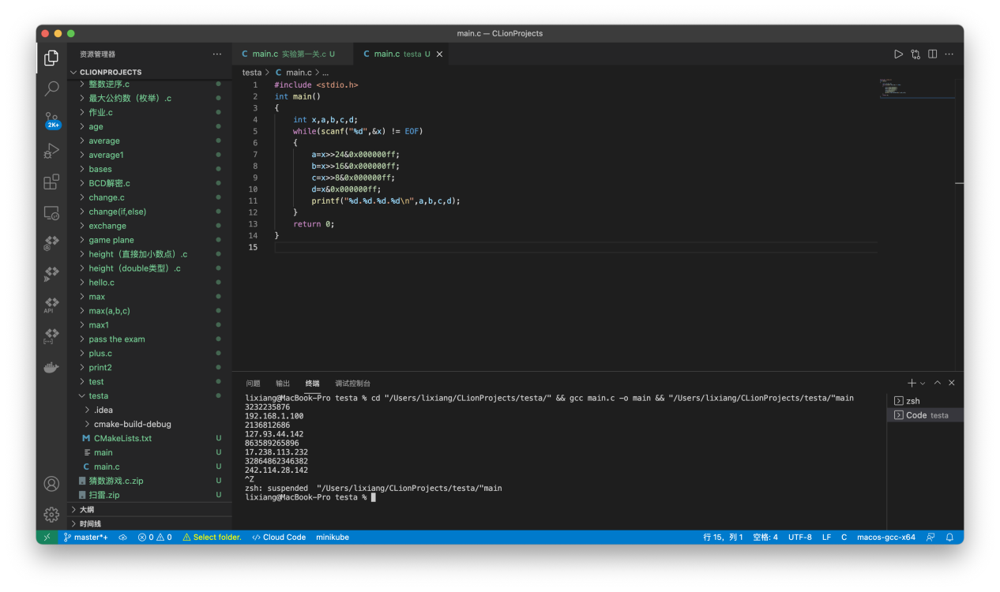 main.c — CLionProjects
资源管理器
CLIONPROJECTS
整数逆序.c
最大公约数（枚举）.c
作业.c
age
average
average1
bases
BCD解密.c
change.c
change(if,else)
exchange
game plane
height（直接加小数点）.c
height（double类型）.c
hello.c
max
max(a,b,c)
max1
pass the exam
plus.c
print2
test
testa
.idea
cmake-build-debug
M CMakeLists.txt U
main U
C main.c U
猜数游戏.c.zip U
扫雷.zip U
大纲
时间线
2K+
API
C main.c 实验第一关.c U
C main.c testa U
testa > C main.c > ...
1 #include <stdio.h>
2 int main()
3 {
4 int x,a,b,c,d;
5 while(scanf("%d",&x) != EOF)
6 {
7 a=x>>24&0x000000ff;
8 b=x>>16&0x000000ff;
9 c=x>>8&0x000000ff;
10 d=x&0x000000ff;
11 printf("%d.%d.%d.%d\n",a,b,c,d);
12 }
13 return 0;
14 }
15
问题 输出 终端 调试控制台
lixiang@MacBook-Pro testa % cd "/Users/lixiang/CLionProjects/testa/" && gcc main.c -o main && "/Users/lixiang/CLionProjects/testa/"main
3232235876
192.168.1.100
2136812686
127.93.44.142
863589265896
17.238.113.232
32864862346382
242.114.28.142
^Z
zsh: suspended "/Users/lixiang/CLionProjects/testa/"main
lixiang@MacBook-Pro testa %
zsh
Code testa
master*+ 0 0 Select folder. Cloud Code minikube
行 15，列 1 空格: 4 UTF-8 LF C macos-gcc-x64